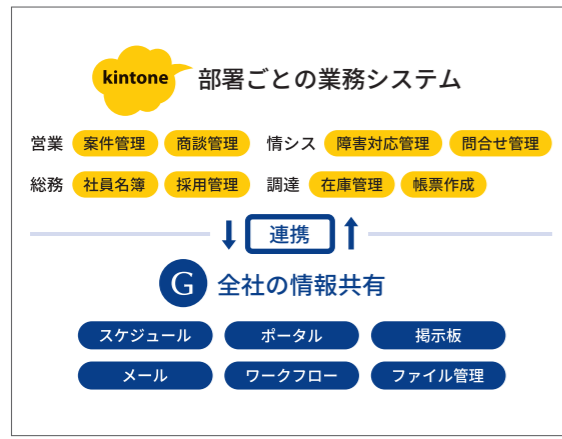 kintone 部署ごとの業務システム
営業 案件管理 商談管理 情シス 障害対応管理 問合せ管理
総務 社員名簿 採用管理 調達 在庫管理 帳票作成
連携
G 全社の情報共有
スケジュール ポータル 掲示板
メール ワークフロー ファイル管理